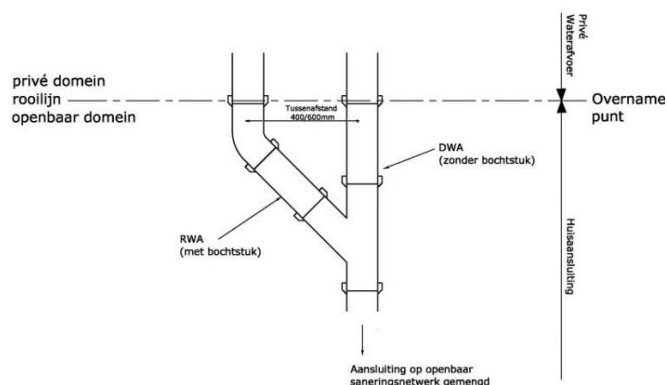 Privé
Waterafvoer
privé domein
rooilijn
openbaar domein
Tussenafstand
400/600mm
Overname
punt
DWA
(zonder bochtstuk)
RWA
(met bochtstuk)
Huisaansluiting
Aansluiting op openbaar
saneringsnetwerk gemengd